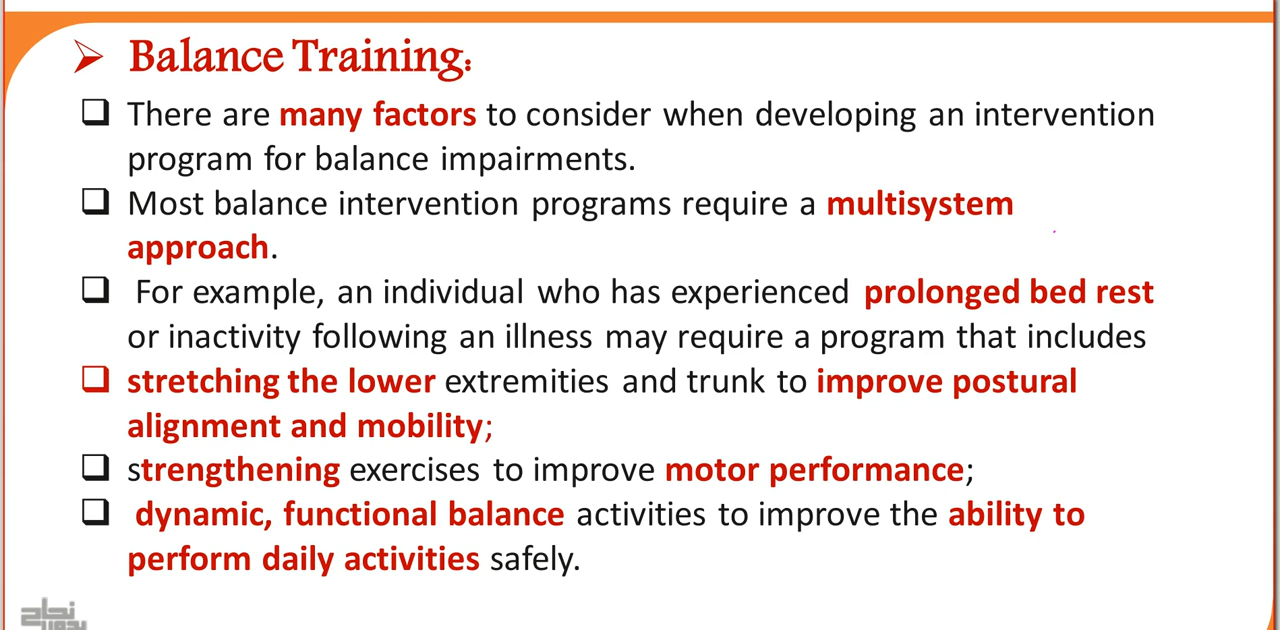 Balance Training:
There are many factors to consider when developing an intervention
program for balance impairments.
Most balance intervention programs require a multisystem
approach.
For example, an individual who has experienced prolonged bed rest
or inactivity following an illness may require a program that includes
stretching the lower extremities and trunk to improve postural
alignment and mobility;
strengthening exercises to improve motor performance;
dynamic, functional balance activities to improve the ability to
perform daily activities safely.
نجاح